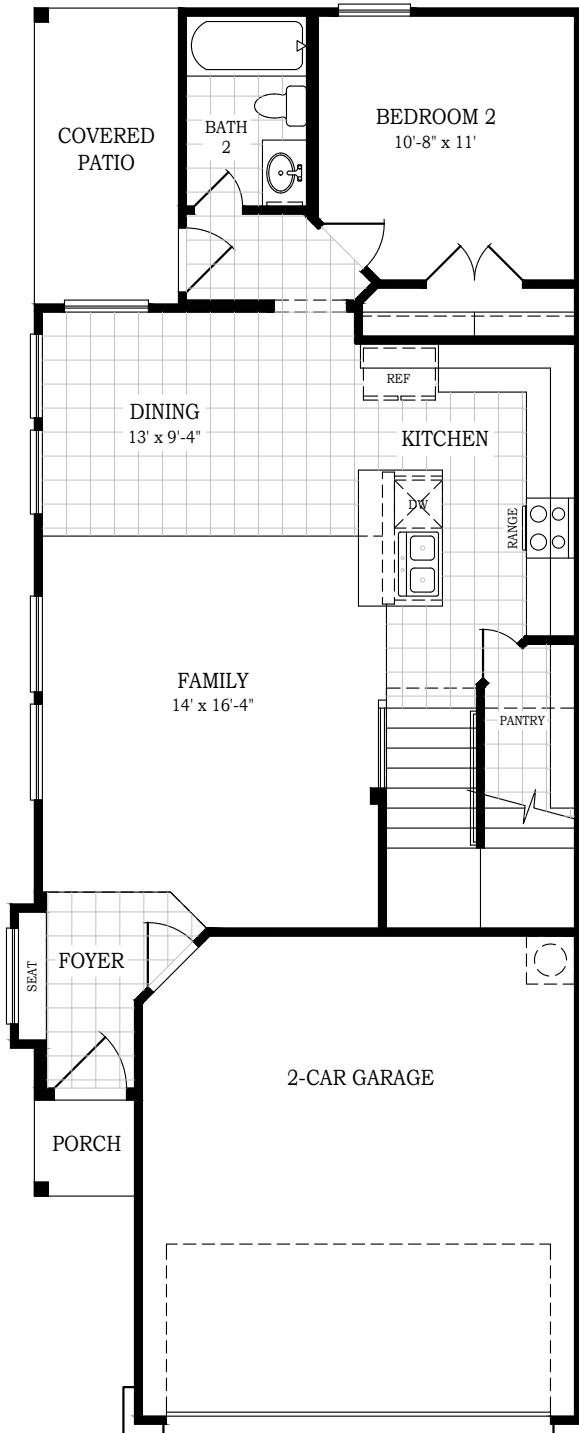 COVERED
PATIO
BATH
2
BEDROOM 2
10'-8" x 11'
REF
DINING
13' x 9'-4"
KITCHEN
DW
RANGE
FAMILY
14' x 16'-4"
PANTRY
SEAT
FOYER
2-CAR GARAGE
PORCH